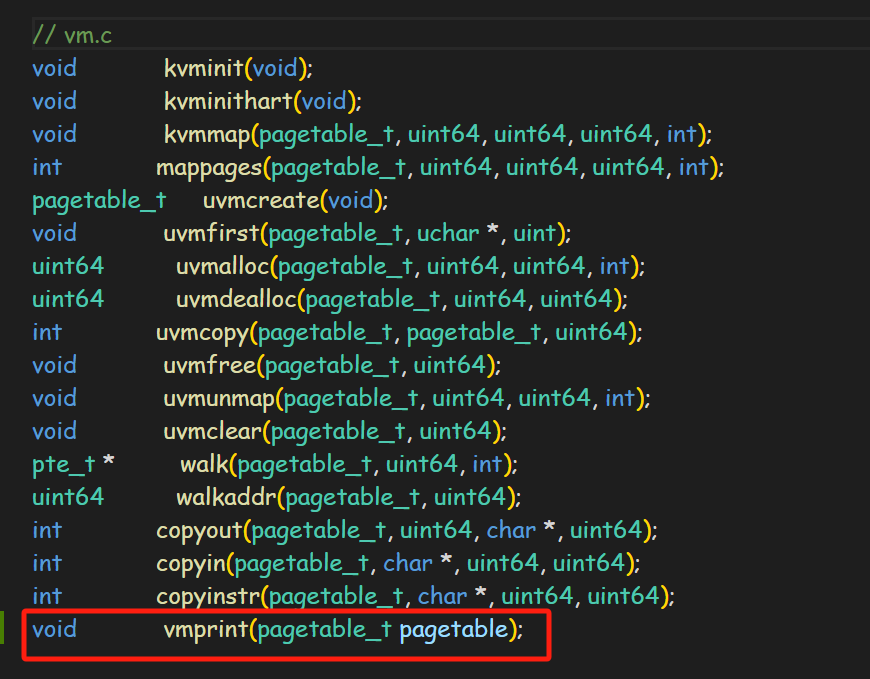 // vm.c
void kvminit(void);
void kvminithart(void);
void kvmmap(pagetable_t, uint64, uint64, uint64, int);
int mappages(pagetable_t, uint64, uint64, uint64, int);
pagetable_t uvmcreate(void);
void uvmfirst(pagetable_t, uchar *, uint);
uint64 uvmalloc(pagetable_t, uint64, uint64, int);
uint64 uvmdealloc(pagetable_t, uint64, uint64);
int uvmcopy(pagetable_t, pagetable_t, uint64);
void uvmfree(pagetable_t, uint64);
void uvmunmap(pagetable_t, uint64, uint64, int);
void uvmclear(pagetable_t, uint64);
pte_t * walk(pagetable_t, uint64, int);
uint64 walkaddr(pagetable_t, uint64);
int copyout(pagetable_t, uint64, char *, uint64);
int copyin(pagetable_t, char *, uint64, uint64);
int copyinstr(pagetable_t, char *, uint64, uint64);
void vmprint(pagetable_t pagetable);